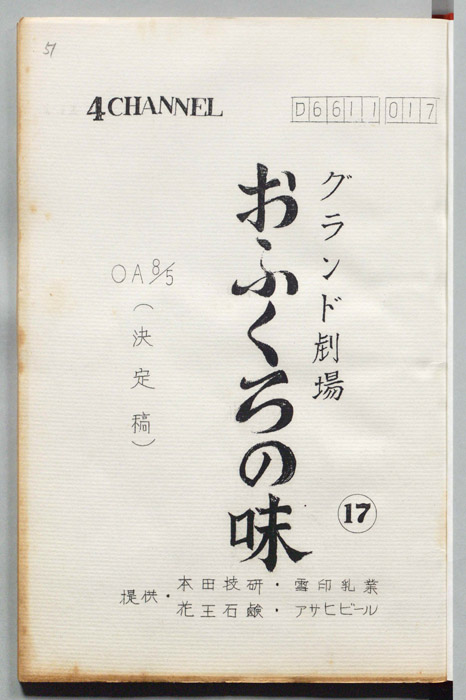 51
4 CHANNEL
D6611017
グランド劇場
おふくろの味
⑰
OA 8/5
(決定稿)
提供・本田技研・雪印乳業
花王石鹸・アサヒビール